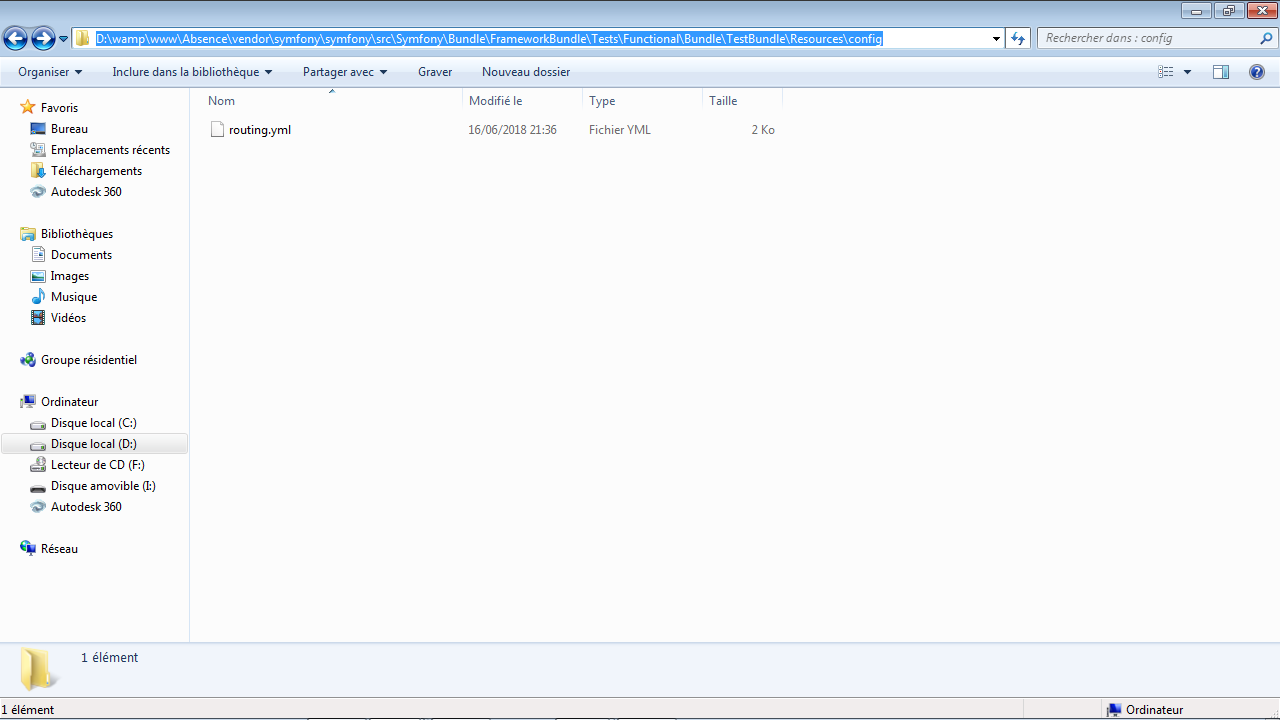 D:\wamp\www\Absence\vendor\symfony\symfony\src\Symfony\Bundle\FrameworkBundle\Tests\Functional\Bundle\TestBundle\Resources\config
Rechercher dans : config
Organiser
Inclure dans la bibliothèque
Partager avec
Graver
Nouveau dossier
Favoris
Bureau
Emplacements récents
Téléchargements
Autodesk 360
Bibliothèques
Documents
Images
Musique
Vidéos
Groupe résidentiel
Ordinateur
Disque local (C:)
Disque local (D:)
Lecteur de CD (F:)
Disque amovible (I:)
Autodesk 360
Réseau
Nom Modifié le Type Taille
routing.yml 16/06/2018 21:36 Fichier YML 2 Ko
1 élément
1 élément
Ordinateur